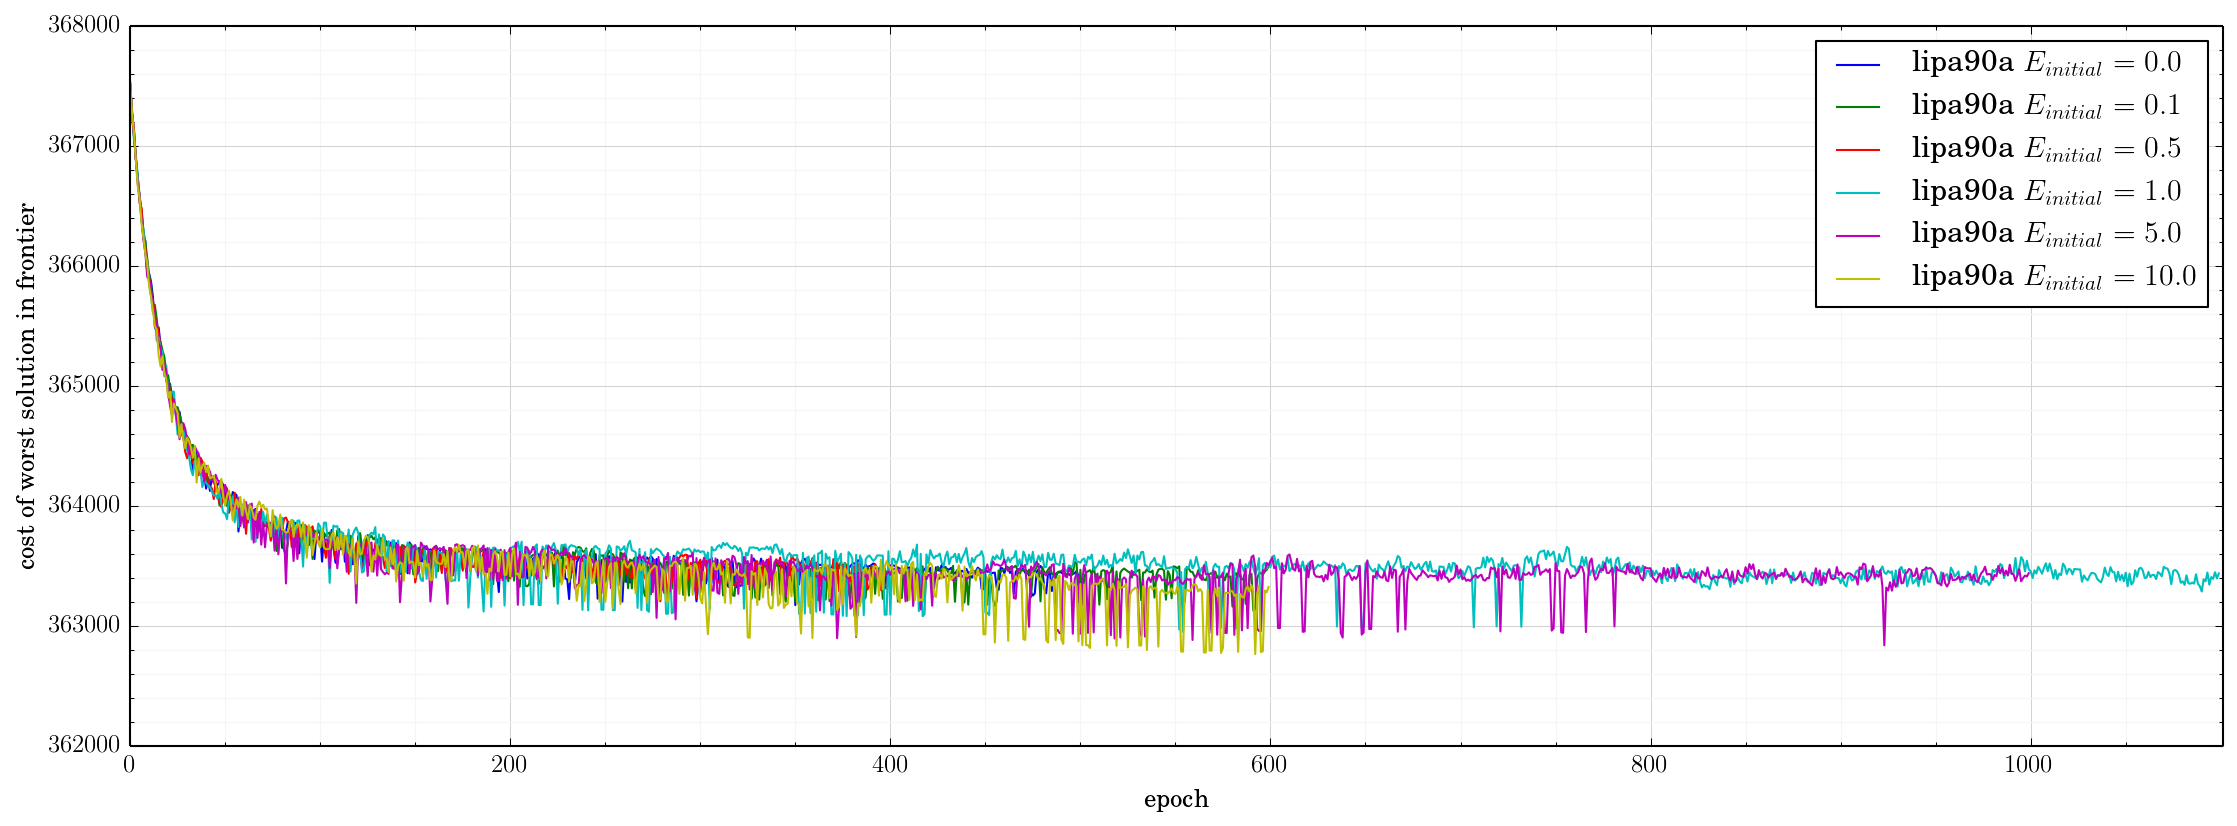 368000
367000
366000
365000
364000
363000
362000
cost of worst solution in frontier
lipa90a E_initial = 0.0
lipa90a E_initial = 0.1
lipa90a E_initial = 0.5
lipa90a E_initial = 1.0
lipa90a E_initial = 5.0
lipa90a E_initial = 10.0
0 200 400 600 800 1000
epoch